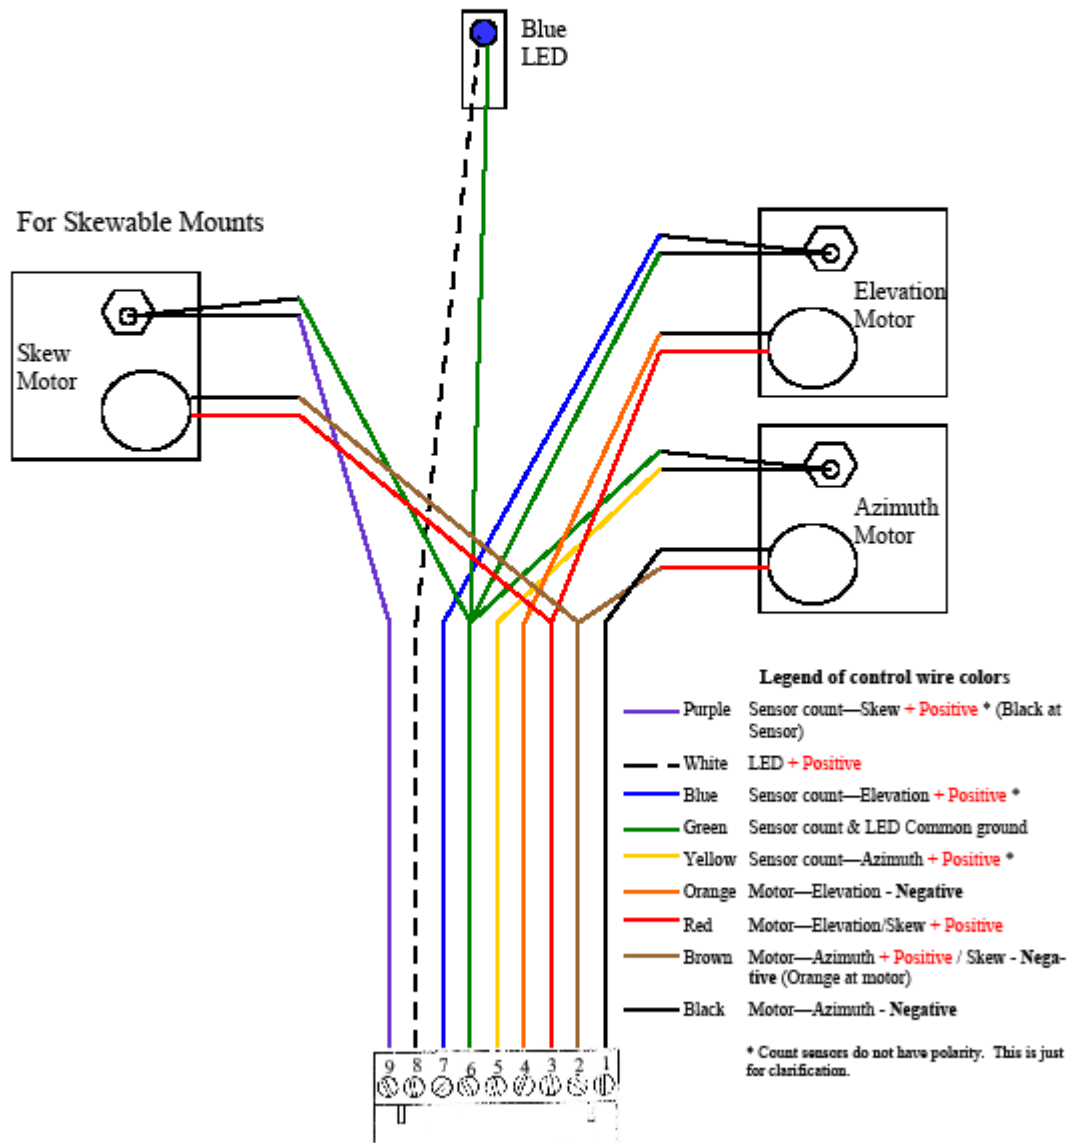 Blue
LED
For Skewable Mounts
Skew
Motor
Elevation
Motor
Azimuth
Motor
Legend of control wire colors
Purple Sensor count—Skew + Positive * (Black at
Sensor)
White LED + Positive
Blue Sensor count—Elevation + Positive *
Green Sensor count & LED Common ground
Yellow Sensor count—Azimuth + Positive *
Orange Motor—Elevation - Negative
Red Motor—Elevation/Skew + Positive
Brown Motor—Azimuth + Positive / Skew - Nega-
tive (Orange at motor)
Black Motor—Azimuth - Negative
* Count sensors do not have polarity. This is just
for clarification.
9 8 7 6 5 4 3 2 1